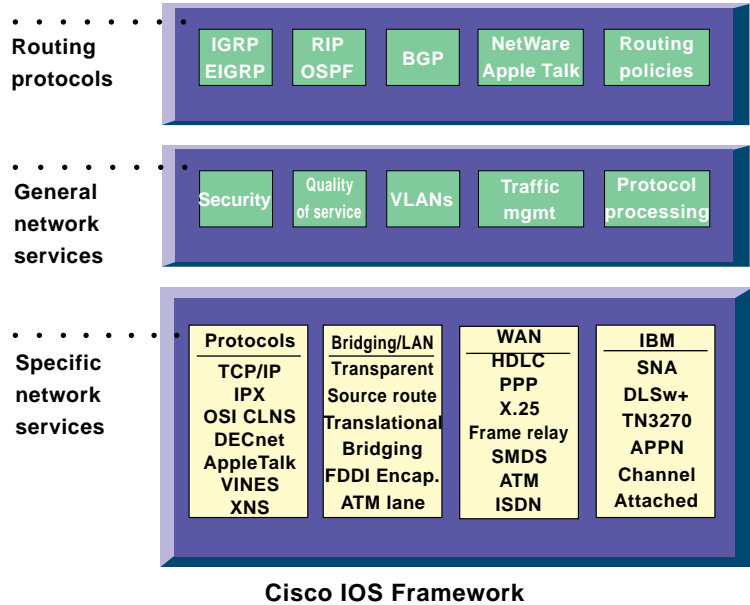 Routing
protocols
IGRP
EIGRP
RIP
OSPF
BGP
NetWare
Apple Talk
Routing
policies
General
network
services
Security
Quality
of service
VLANs
Traffic
mgmt
Protocol
processing
Specific
network
services
Protocols
TCP/IP
IPX
OSI CLNS
DECnet
AppleTalk
VINES
XNS
Bridging/LAN
Transparent
Source route
Translational
Bridging
FDDI Encap.
ATM lane
WAN
HDLC
PPP
X.25
Frame relay
SMDS
ATM
ISDN
IBM
SNA
DLSw+
TN3270
APPN
Channel
Attached
Cisco IOS Framework